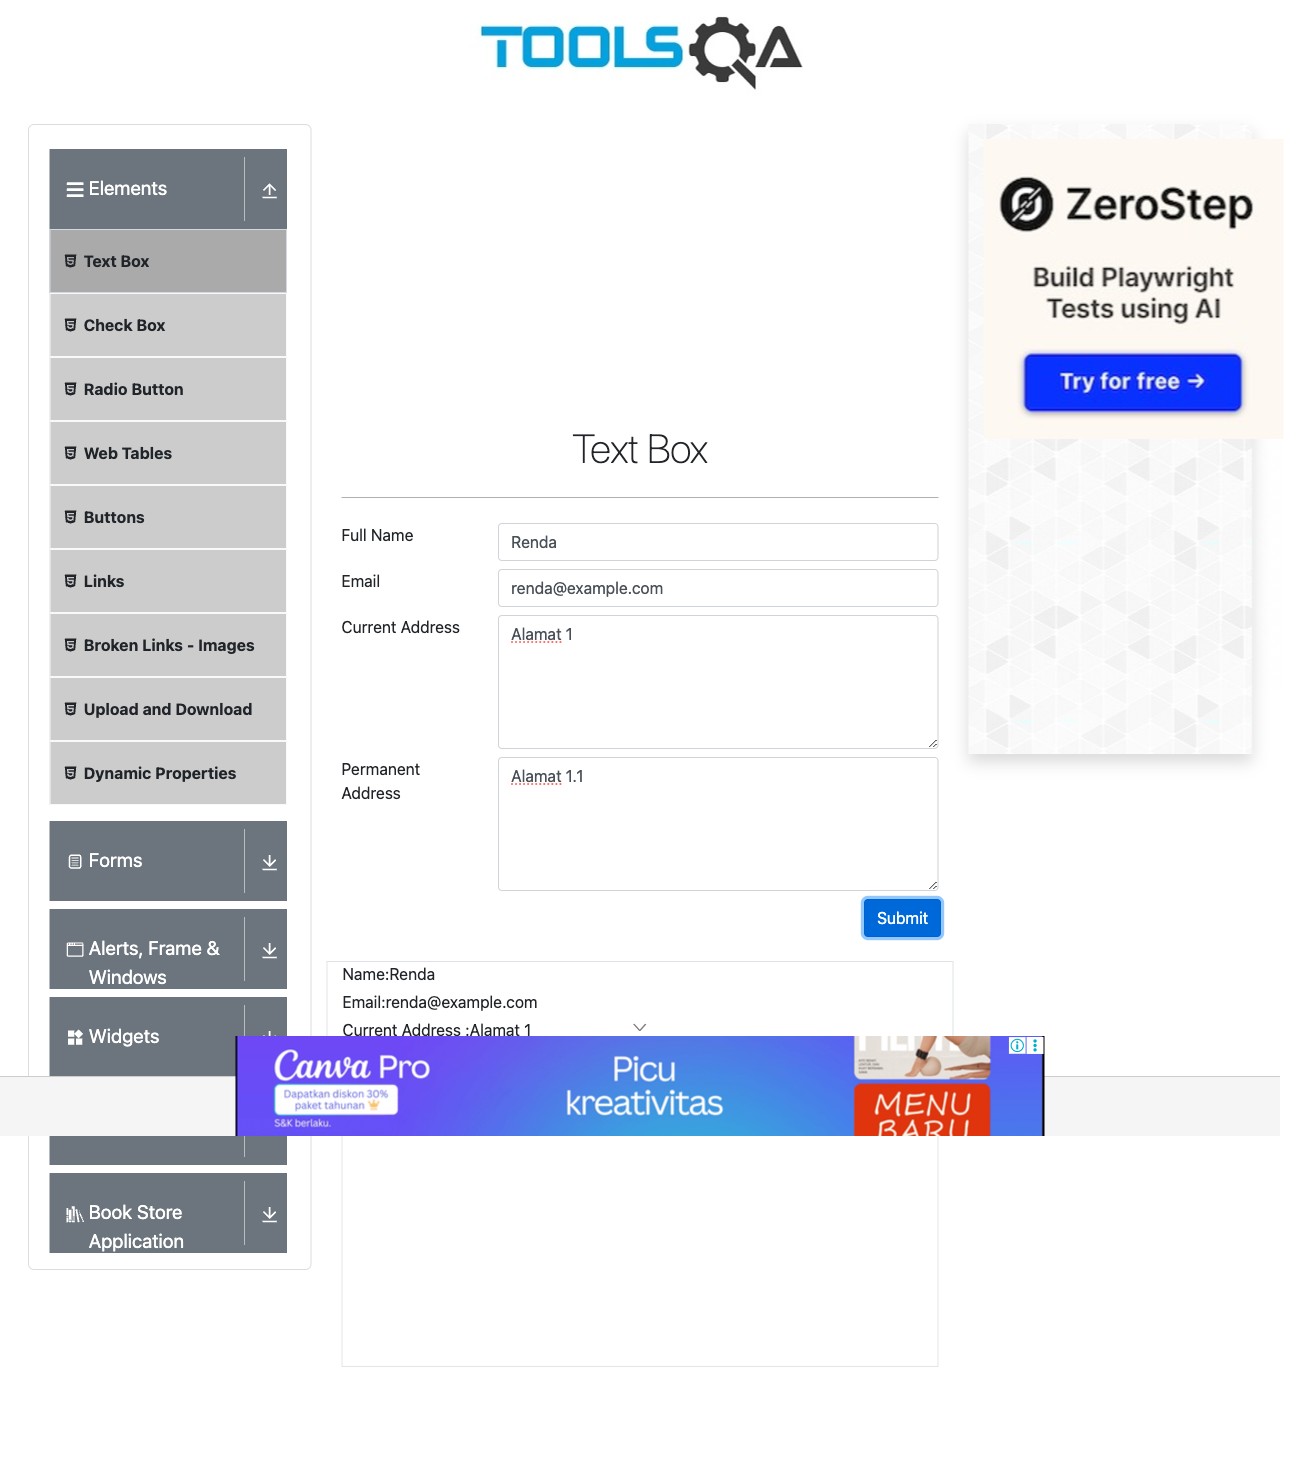 TOOLSQA
Elements
Text Box
Check Box
Radio Button
Web Tables
Buttons
Links
Broken Links - Images
Upload and Download
Dynamic Properties
Forms
Alerts, Frame &
Windows
Widgets
Book Store
Application
Text Box
Full Name
Renda
Email
renda@example.com
Current Address
Alamat 1
Permanent
Address
Alamat 1.1
Submit
Name:Renda
Email:renda@example.com
Current Address :Alamat 1
Canva Pro
Dapatkan diskon 30%
paket tahunan
S&K berlaku.
Picu
kreativitas
MENU
BARU
ZeroStep
Build Playwright
Tests using AI
Try for free →